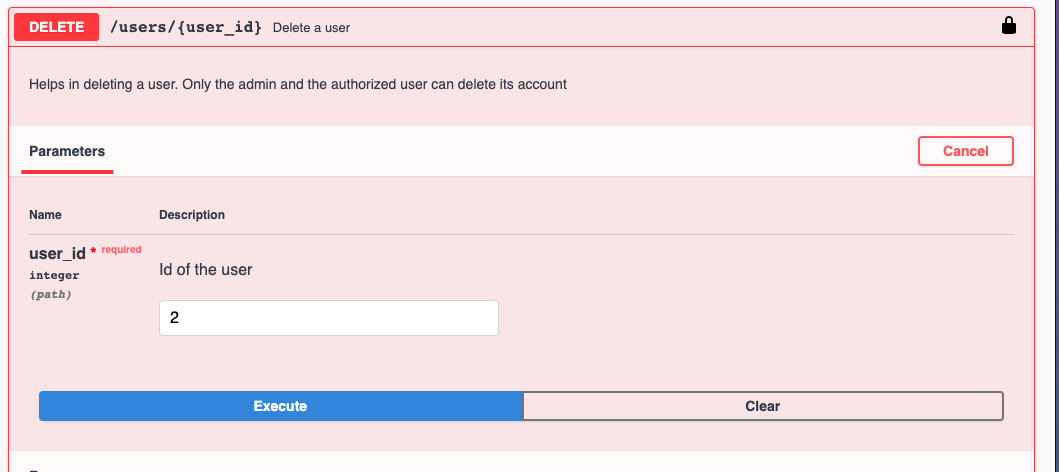 DELETE /users/{user_id} Delete a user
Helps in deleting a user. Only the admin and the authorized user can delete its account
Parameters Cancel
Name Description
user_id * required
integer
(path)
Id of the user
2
Execute Clear